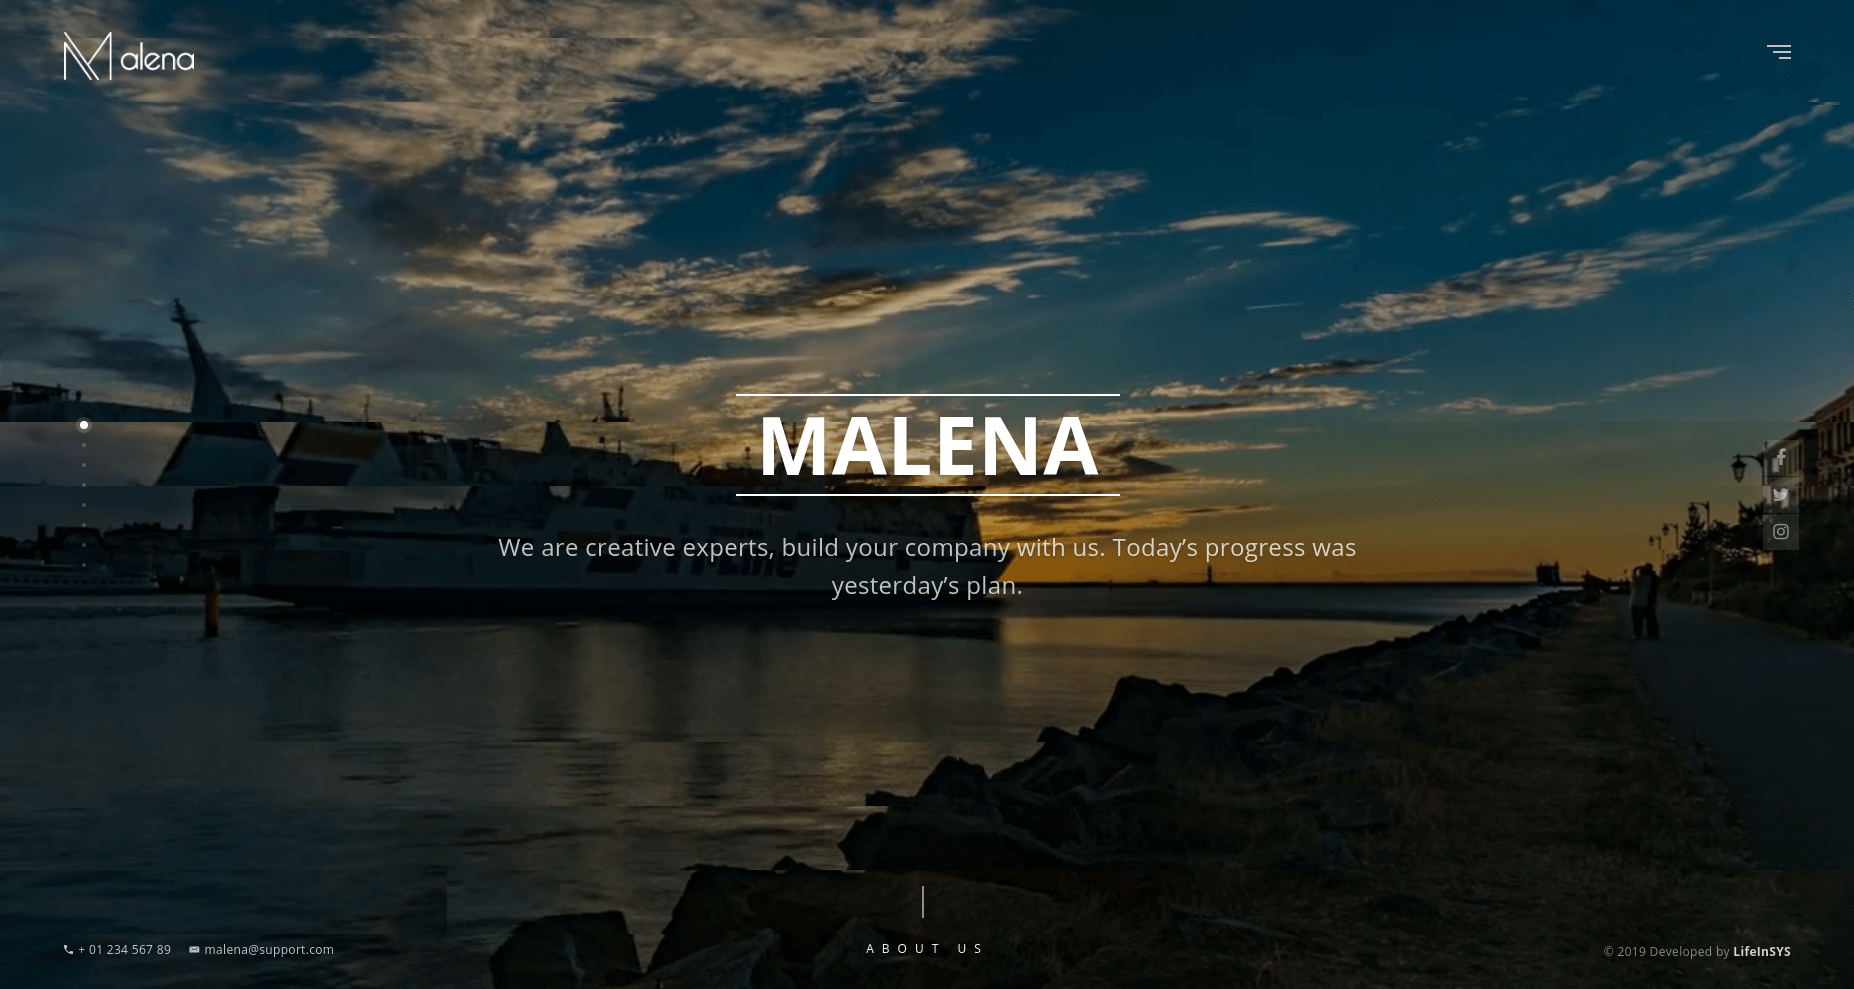 Malena
MALENA
We are creative experts, build your company with us. Today’s progress was
yesterday’s plan.
+ 01 234 567 89 malena@support.com
ABOUT US
© 2019 Developed by LifeInSYS